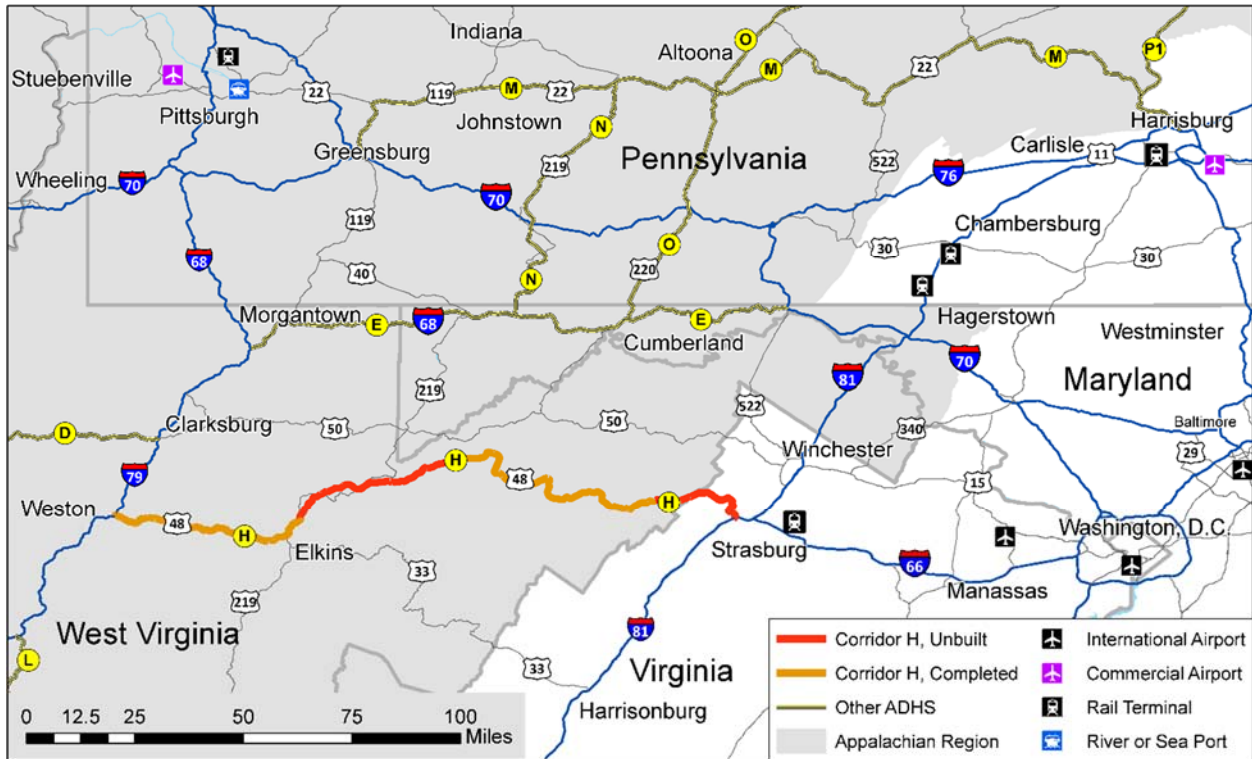 Indiana
Altoona
O
P1
Stuebenville
M
22
M
119
M
22
22
Pittsburgh
Johnstown
N
Harrisburg
Greensburg
Pennsylvania
Carlisle
11
219
522
Wheeling
70
70
76
119
Chambersburg
O
30
68
40
N
220
30
Morgantown
E
68
E
Hagerstown
Cumberland
Westminster
70
219
81
Maryland
522
Clarksburg
50
50
340
Baltimore
D
Winchester
29
H
79
48
15
Weston
H
48
H
Washington, D.C.
Elkins
Strasburg
33
66
Manassas
219
West Virginia
81
L
33
Virginia
Harrisonburg
0 12.5 25 50 75 100
Miles
Corridor H, Unbuilt
International Airport
Corridor H, Completed
Commercial Airport
Other ADHS
Rail Terminal
Appalachian Region
River or Sea Port